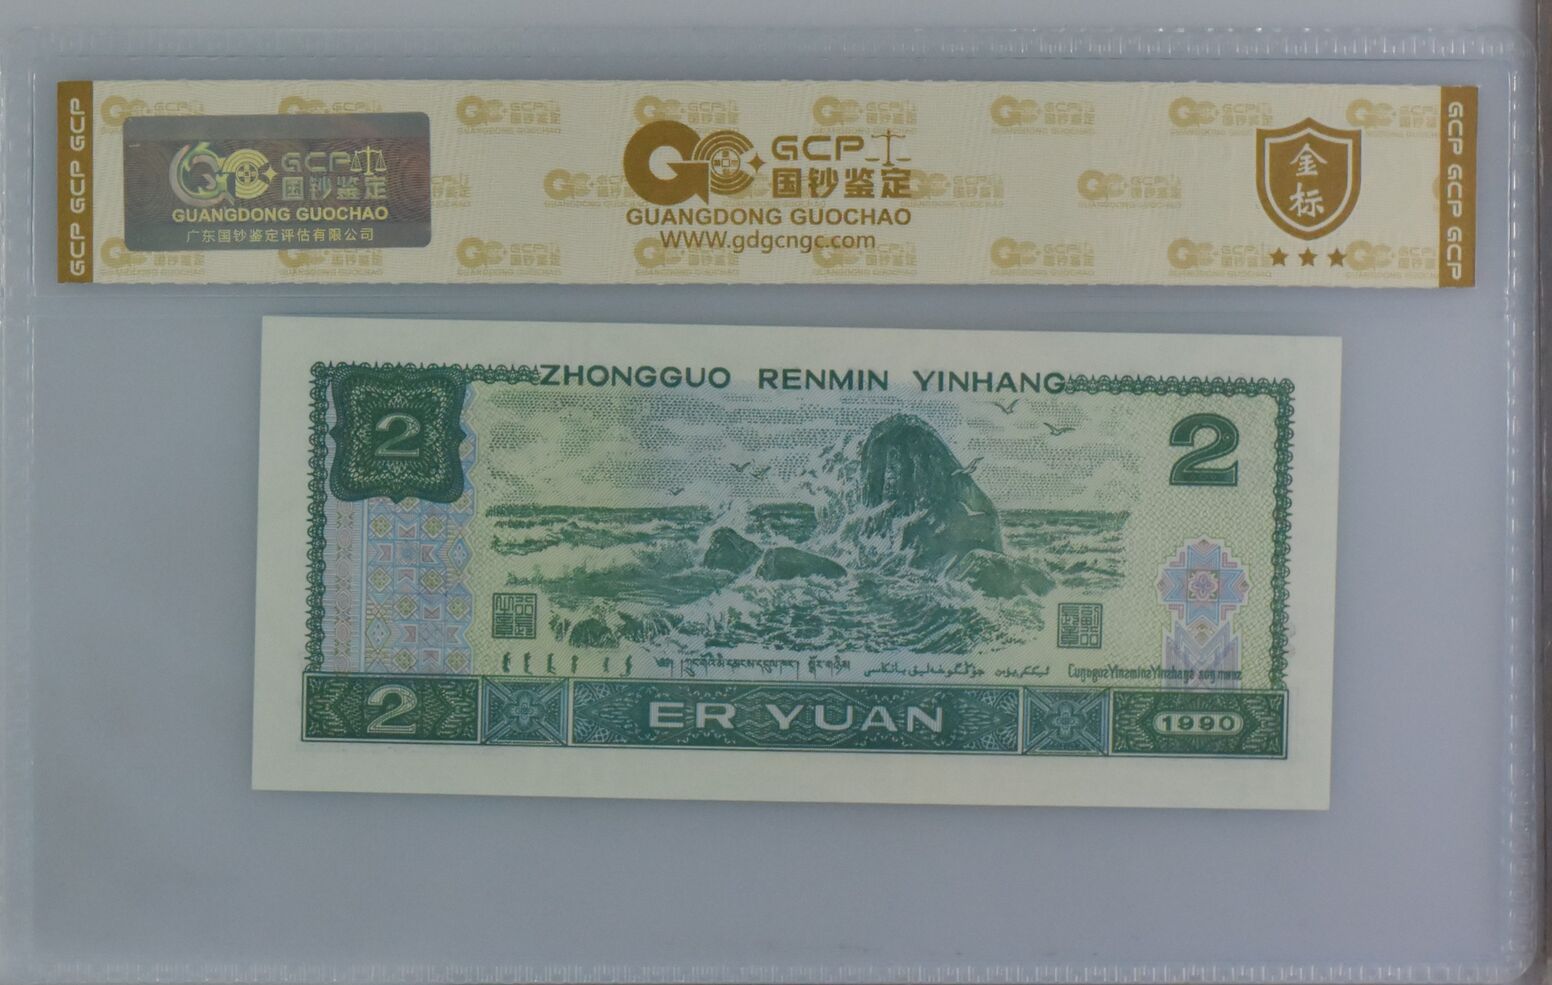 GCP GCP GCP
GCP 国钞鉴定
GUANGDONG GUOCHAO
广东国钞鉴定评估有限公司
GCP
国钞鉴定
GUANGDONG GUOCHAO
WWW.gdgcngc.com
金标
GCP GCP GCP
ZHONGGUO RENMIN YINHANG
2
2
2
ER YUAN
1990